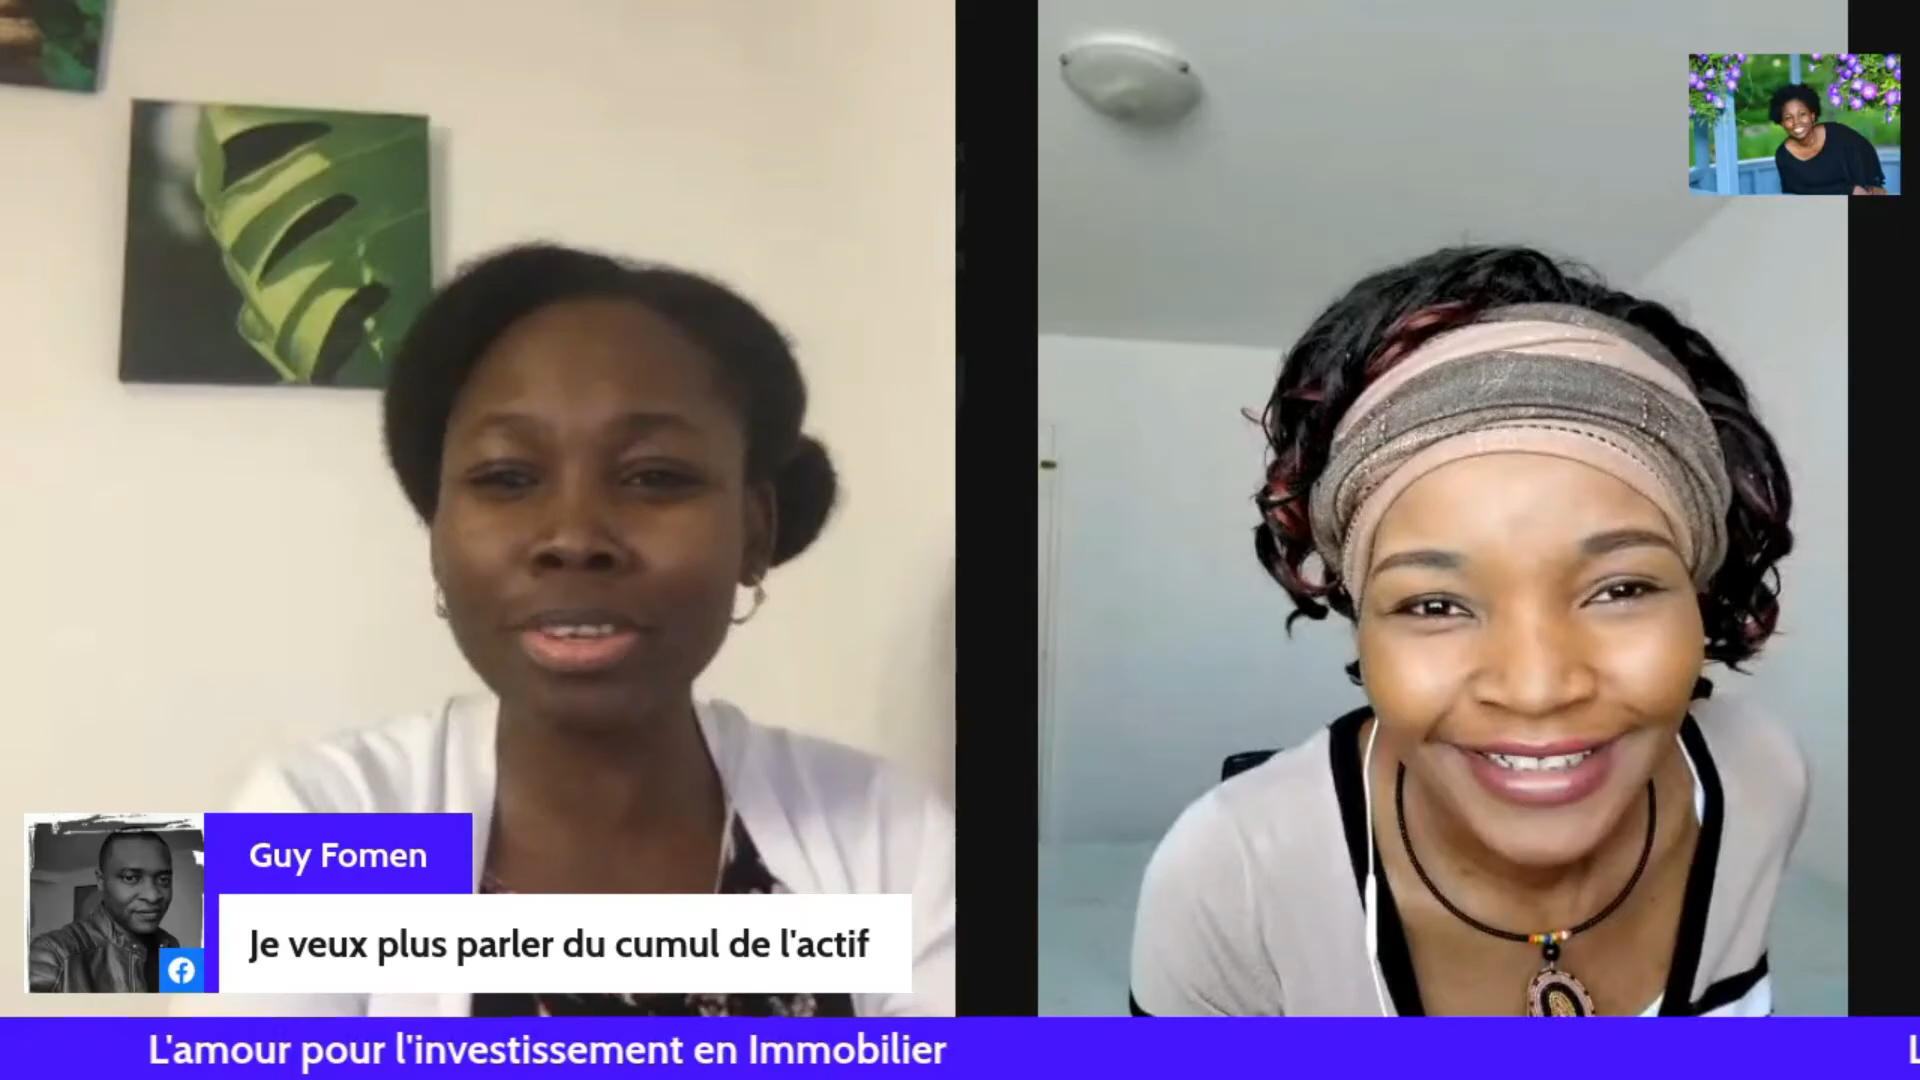 Guy Fomen
Je veux plus parler du cumul de l'actif
L'amour pour l'investissement en Immobilier
L